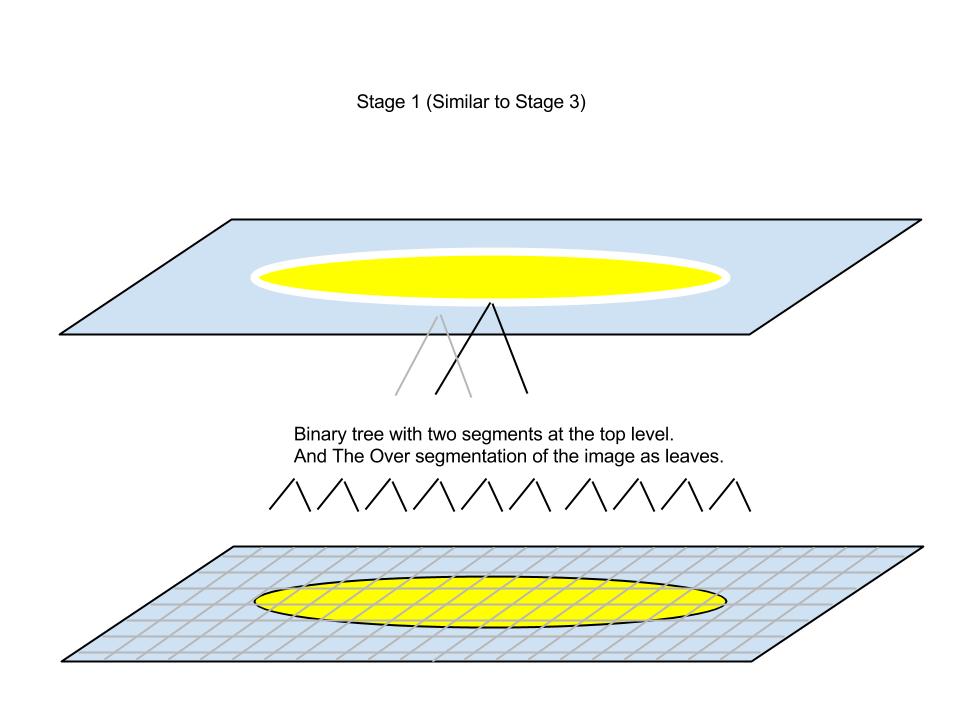 Stage 1 (Similar to Stage 3)
Binary tree with two segments at the top level.
And The Over segmentation of the image as leaves.